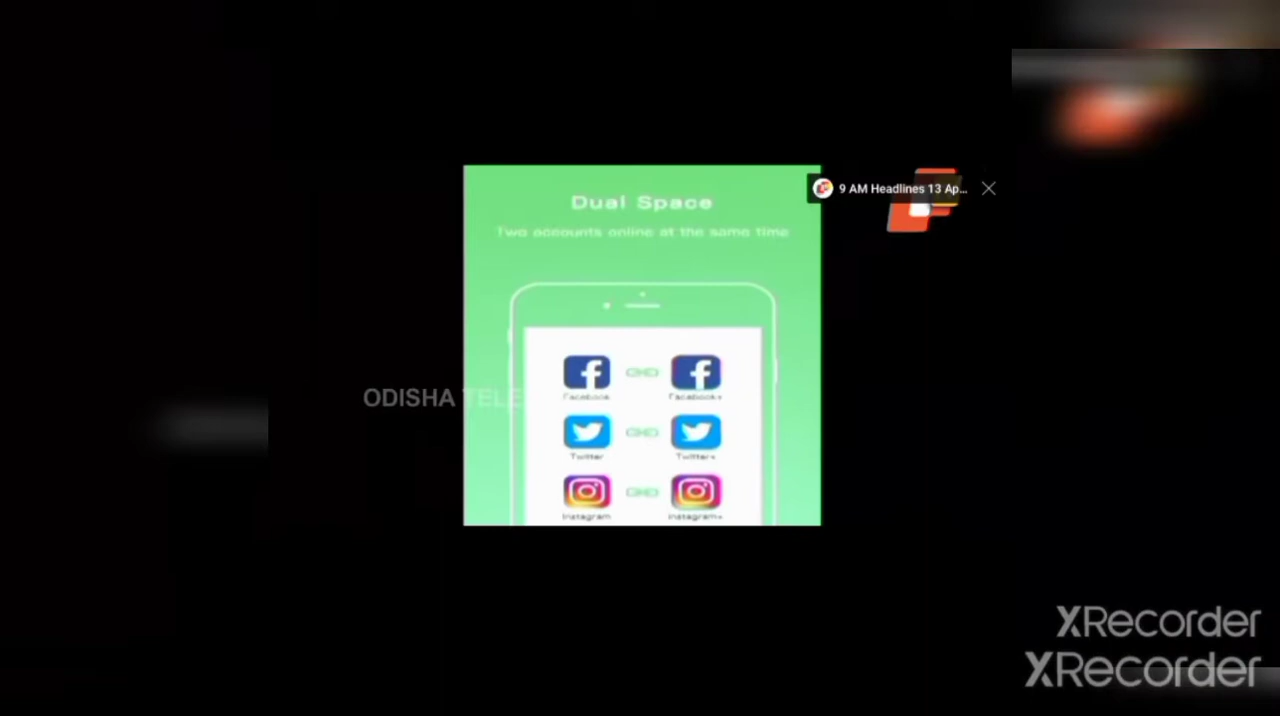 Dual Space
Two accounts online at the same time
9 AM Headlines 13 Ap...
Facebook
Facebook+
ODISHA TELE
Twitter
Twitter+
Instagram
Instagram+
XRecorder
XRecorder